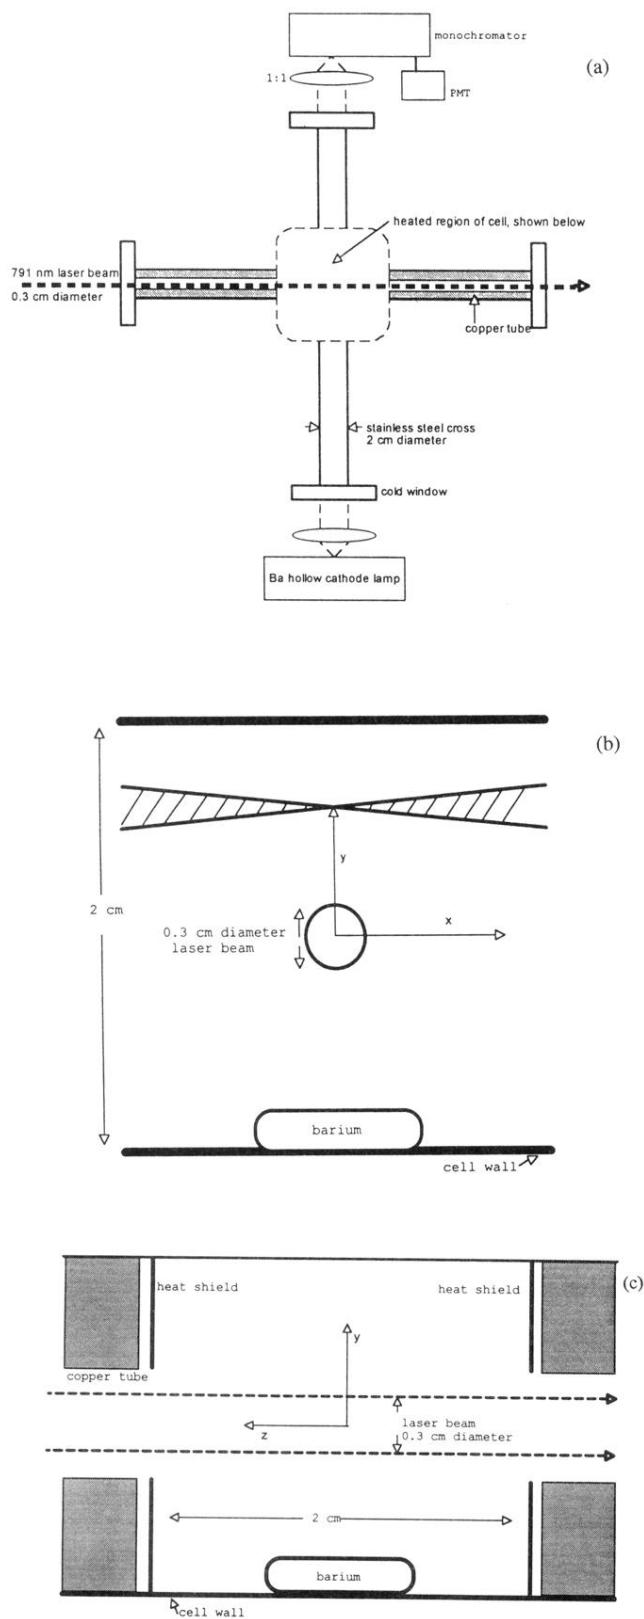 monochromator
(a)
1:1
PMT
heated region of cell, shown below
791 nm laser beam
0.3 cm diameter
copper tube
stainless steel cross
2 cm diameter
cold window
Ba hollow cathode lamp
(b)
y
2 cm
x
0.3 cm diameter
laser beam
barium
cell wall
(c)
heat shield
heat shield
y
copper tube
laser beam
0.3 cm diameter
z
2 cm
barium
cell wall